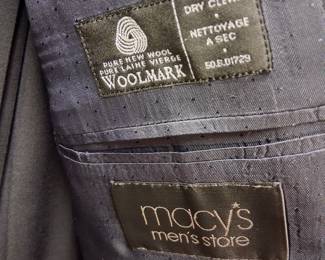 PURE NEW WOOL
PURE LAINE VIERGE
WOOLMARK
DRY CLEAN
NETTOYAGE
A SEC
macy's
men's store